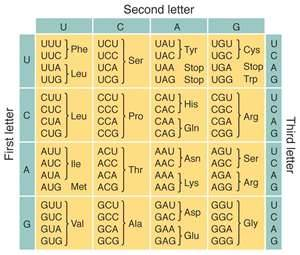 Second letter
U C A G
First letter
Third letter
U
UUU
UUC
Phe
UUA
UUG
Leu
UCU
UCC
UCA
UCG
Ser
UAU
UAC
Tyr
UAA Stop
UAG Stop
UGU
UGC
Cys
UGA Stop
UGG Trp
U
C
A
G
C
CUU
CUC
CUA
CUG
Leu
CCU
CCC
CCA
CCG
Pro
CAU
CAC
His
CAA
CAG
Gln
CGU
CGC
CGA
CGG
Arg
U
C
A
G
A
AUU
AUC
AUA
Ile
AUG Met
ACU
ACC
ACA
ACG
Thr
AAU
AAC
Asn
AAA
AAG
Lys
AGU
AGC
Ser
AGA
AGG
Arg
U
C
A
G
G
GUU
GUC
GUA
GUG
Val
GCU
GCC
GCA
GCG
Ala
GAU
GAC
Asp
GAA
GAG
Glu
GGU
GGC
GGA
GGG
Gly
U
C
A
G